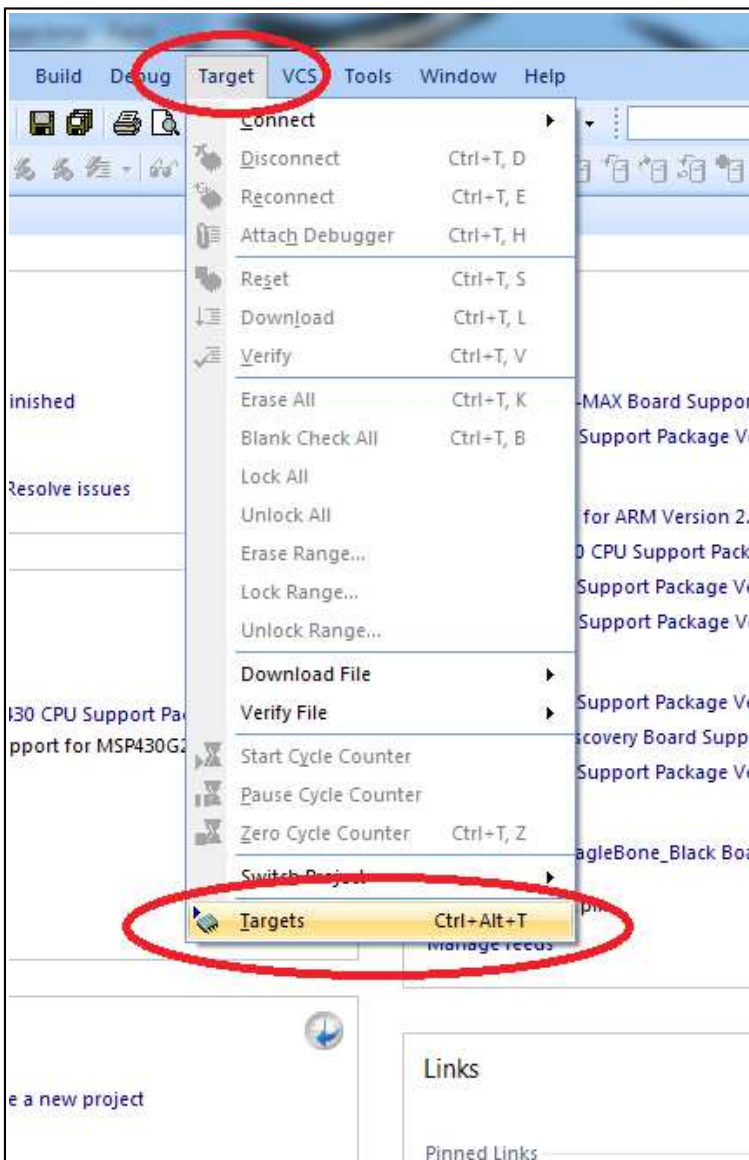 Build Debug Target VCS Tools Window Help
Connect
Disconnect Ctrl+T, D
Reconnect Ctrl+T, E
Attach Debugger Ctrl+T, H
Reset Ctrl+T, S
Download Ctrl+T, L
Verify Ctrl+T, V
Erase All Ctrl+T, K
Blank Check All Ctrl+T, B
Lock All
Unlock All
Erase Range...
Lock Range...
Unlock Range...
Download File
Verify File
Start Cycle Counter
Pause Cycle Counter
Zero Cycle Counter Ctrl+T, Z
Switch Project
Targets Ctrl+Alt+T
inished
Resolve issues
430 CPU Support Pa
pport for MSP430G2
e a new project
-MAX Board Suppor
Support Package Ve
for ARM Version 2.
0 CPU Support Pack
Support Package Ve
Support Package Ve
Support Package Ve
scovery Board Supp
Support Package Ve
agleBone_Black Boa
Manage feeds
Links
Pinned Links